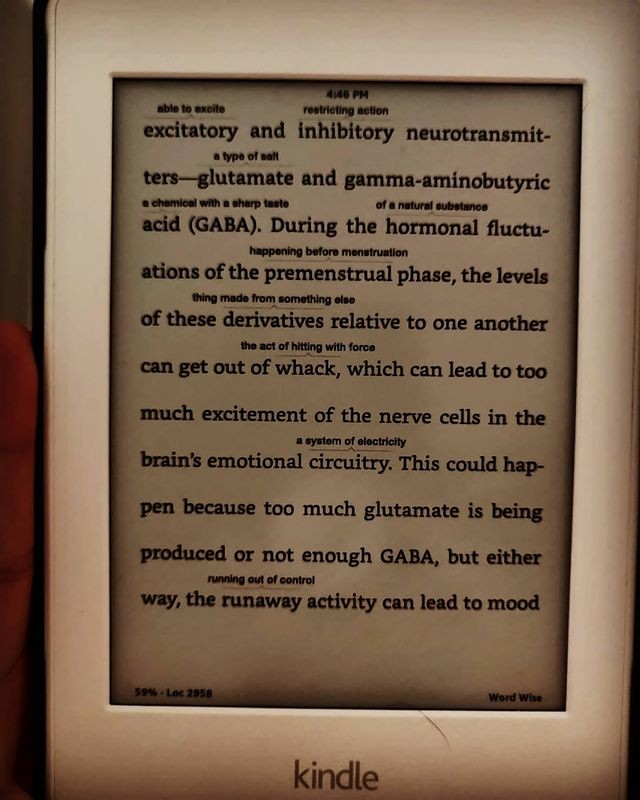 4:46 PM
able to excite restricting action
excitatory and inhibitory neurotransmit-
a type of salt
ters—glutamate and gamma-aminobutyric
a chemical with a sharp taste of a natural substance
acid (GABA). During the hormonal fluctu-
happening before menstruation
ations of the premenstrual phase, the levels
thing made from something else
of these derivatives relative to one another
the act of hitting with force
can get out of whack, which can lead to too
much excitement of the nerve cells in the
a system of electricity
brain's emotional circuitry. This could hap-
pen because too much glutamate is being
produced or not enough GABA, but either
running out of control
way, the runaway activity can lead to mood
59% · Loc 2958 Word Wise
kindle